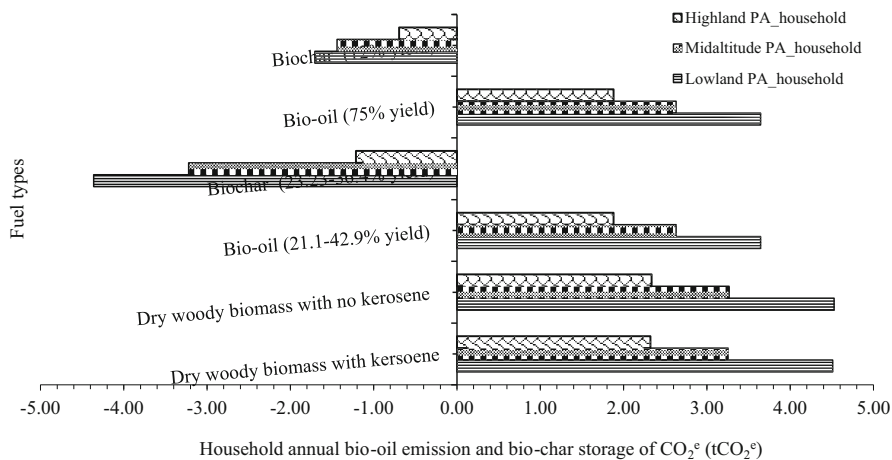 Highland PA_household
Midaltitude PA_household
Lowland PA_household
Fuel types
Biochar
Bio-oil (75% yield)
Biochar
Bio-oil (21.1-42.9% yield)
Dry woody biomass with no kerosene
Dry woody biomass with kersoene
-5.00 -4.00 -3.00 -2.00 -1.00 0.00 1.00 2.00 3.00 4.00 5.00
Household annual bio-oil emission and bio-char storage of CO₂ᵉ (tCO₂ᵉ)